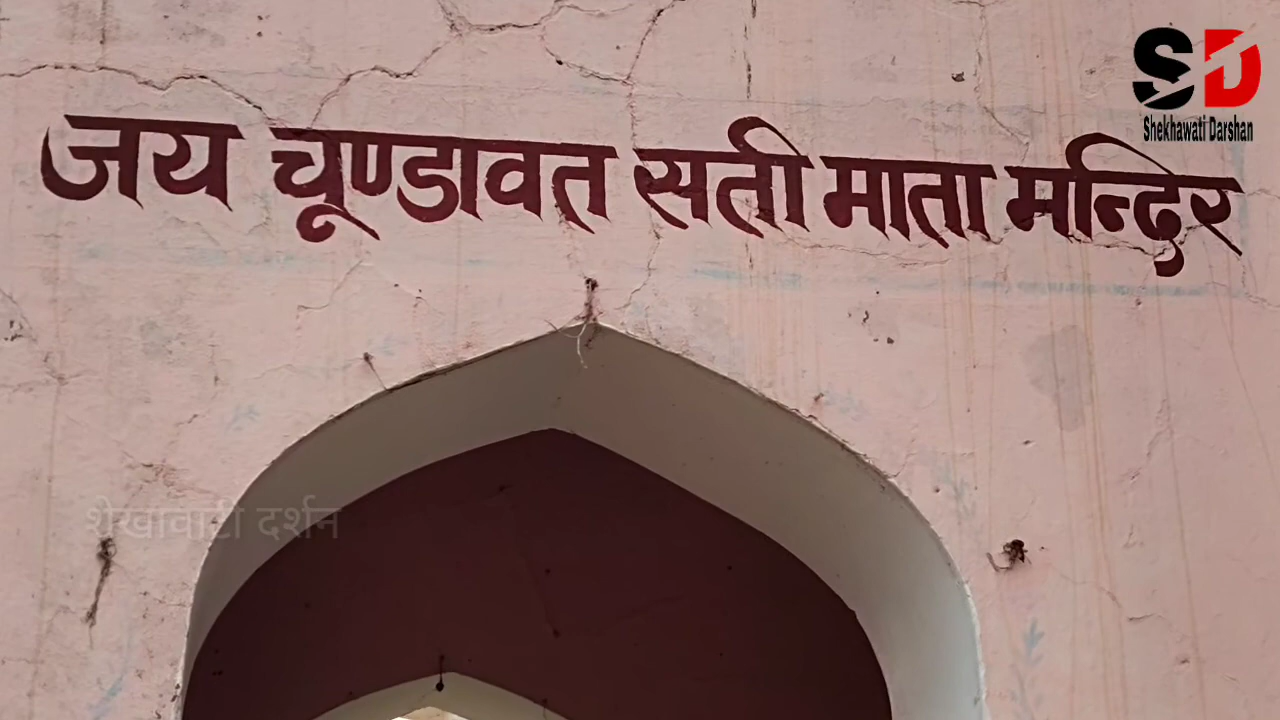 SD
Shekhawati Darshan
जय चूण्डावत सती माता मन्दिर
शेखावाटी दर्शन